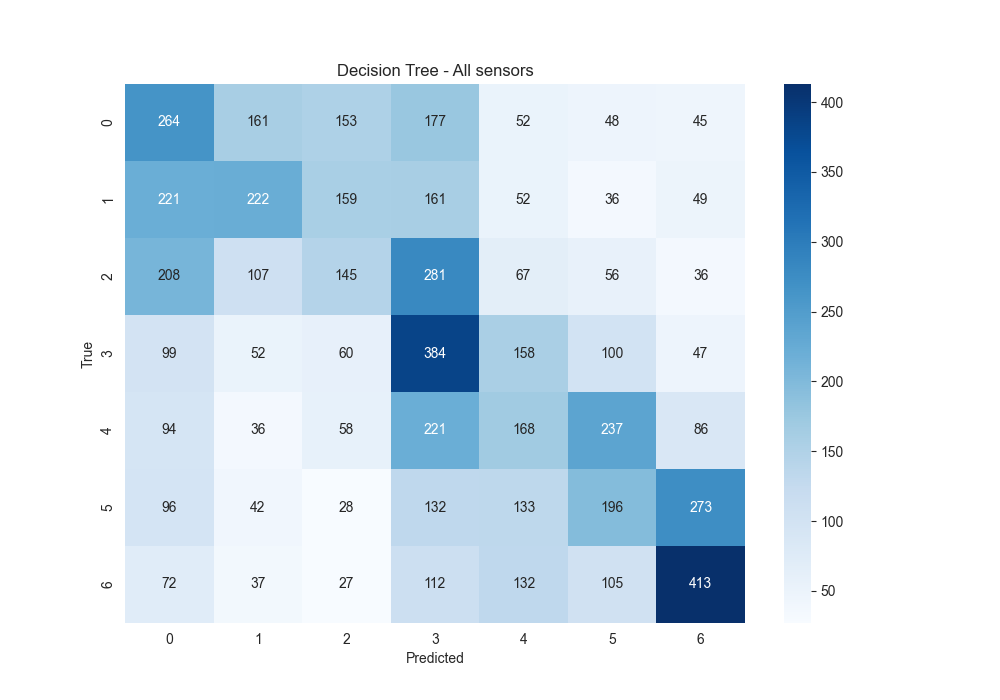 Decision Tree - All sensors
264 161 153 177 52 48 45
221 222 159 161 52 36 49
208 107 145 281 67 56 36
99 52 60 384 158 100 47
94 36 58 221 168 237 86
96 42 28 132 133 196 273
72 37 27 112 132 105 413
0
1
2
3
4
5
6
True
0 1 2 3 4 5 6
Predicted
400
350
300
250
200
150
100
50